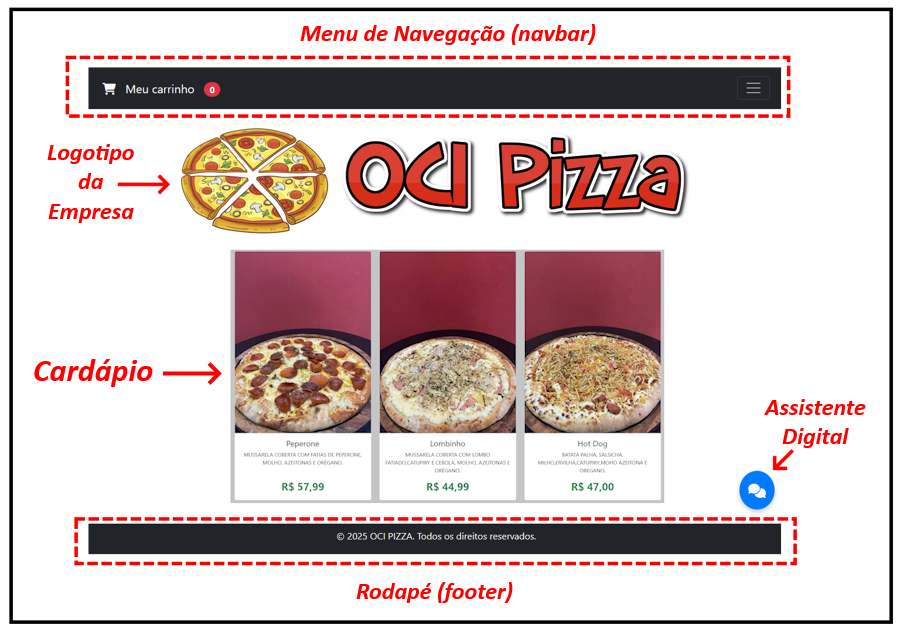 Menu de Navegação (navbar)
Meu carrinho 0
Logotipo
da
Empresa
OCI Pizza
Cardápio
Peperone
MUSSARELA COBERTA COM FATIAS DE PEPERONE,
MOLHO, AZEITONAS E ORÉGANO.
R$ 57,99
Lombinho
MUSSARELA COBERTA COM LOMBO
FATIADO,CATUPIRY E CEBOLA, MOLHO, AZEITONAS E
ORÉGANO.
R$ 44,99
Hot Dog
BATATA PALHA, SALSICHA,
MILHO,ERVILHA,CATUPIRY,MOHO AZEITONA E
OREGANO.
R$ 47,00
Assistente
Digital
© 2025 OCI PIZZA. Todos os direitos reservados.
Rodapé (footer)